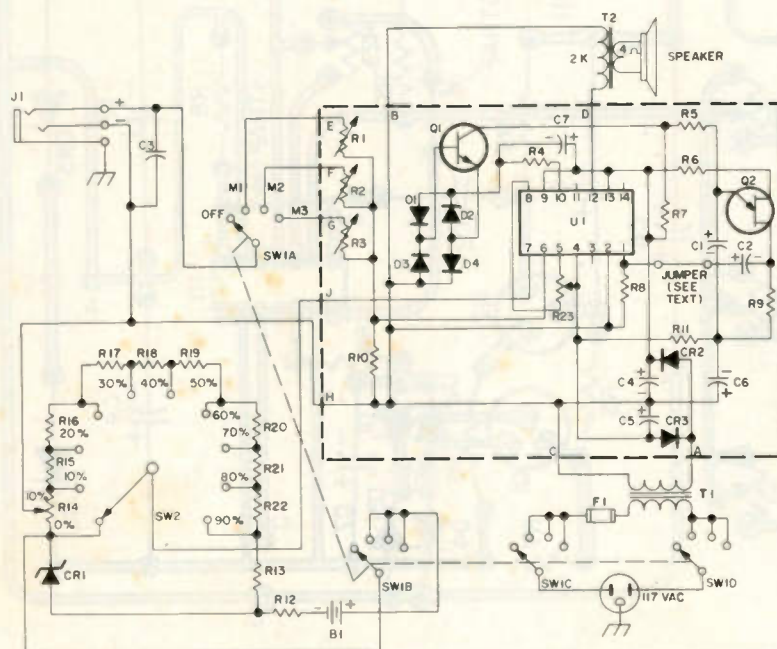 T2
2 K
4
SPEAKER
J1
+
-
C3
B
D
E
R1
Q1
C7
+
R5
R4
R6
M1
M2
F
R2
Q2
M3
G
R3
OFF
SW1A
D1
D2
8 9 10 11 12 13 14
U1
R7
C1
+
C2
+ -
D3
D4
7 6 5 4 3 2 1
JUMPER
(SEE
TEXT)
R8
R9
J
R23
R11
R10
CR2
R17 R18 R19
30% 40% 50%
C4
+
-
C6
-
+
H
R16
20%
60%
R20
70%
C5
+
-
CR3
R15
10%
R21
80%
C
A
10%
R14
R22
T1
0%
SW2
90%
F1
CR1
R13
SW1B
SW1C
SW1D
R12
- +
B1
117 VAC